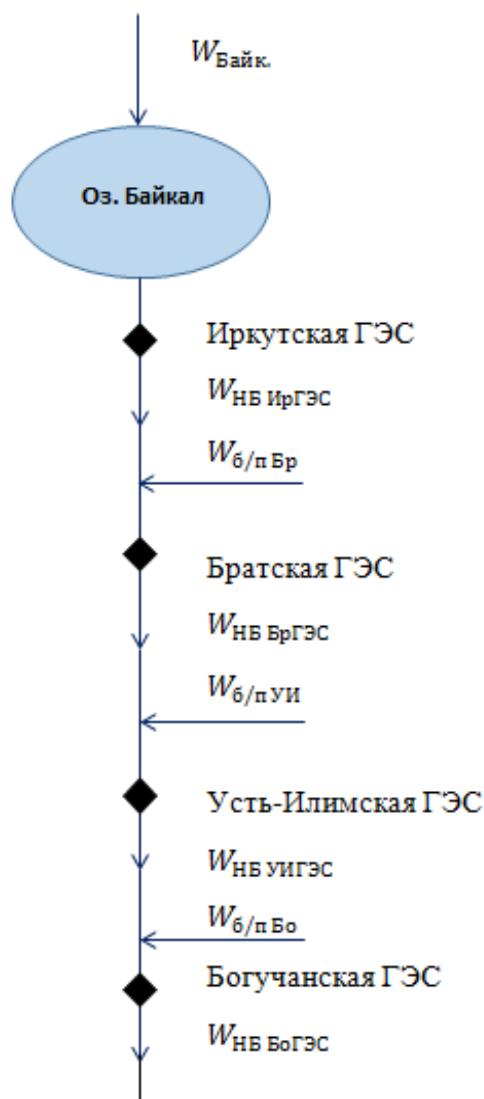 WБайк.
Оз. Байкал
Иркутская ГЭС
WНБ ИрГЭС
Wб/п Бр
Братская ГЭС
WНБ БрГЭС
Wб/п УИ
Усть-Илимская ГЭС
WНБ УИГЭС
Wб/п Бо
Богучанская ГЭС
WНБ БоГЭС